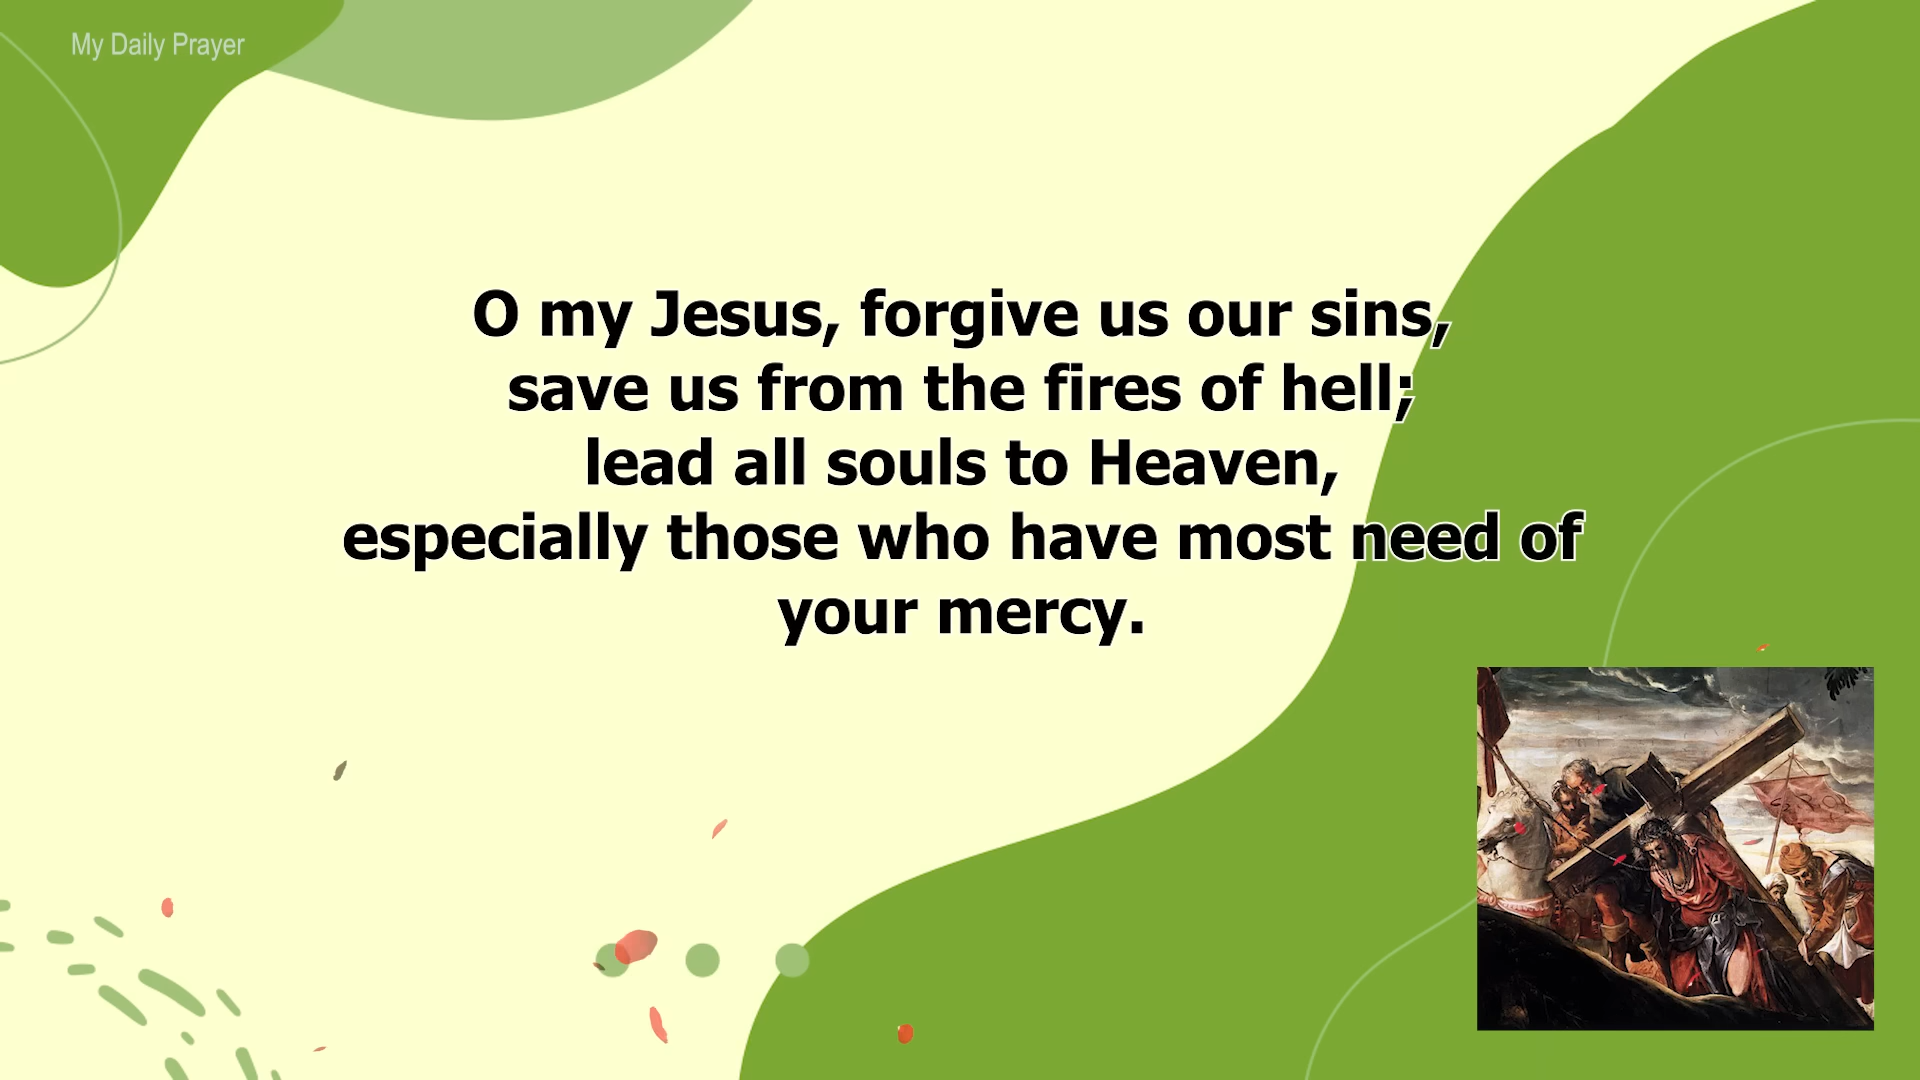 My Daily Prayer
O my Jesus, forgive us our sins,
save us from the fires of hell;
lead all souls to Heaven,
especially those who have most need of
your mercy.